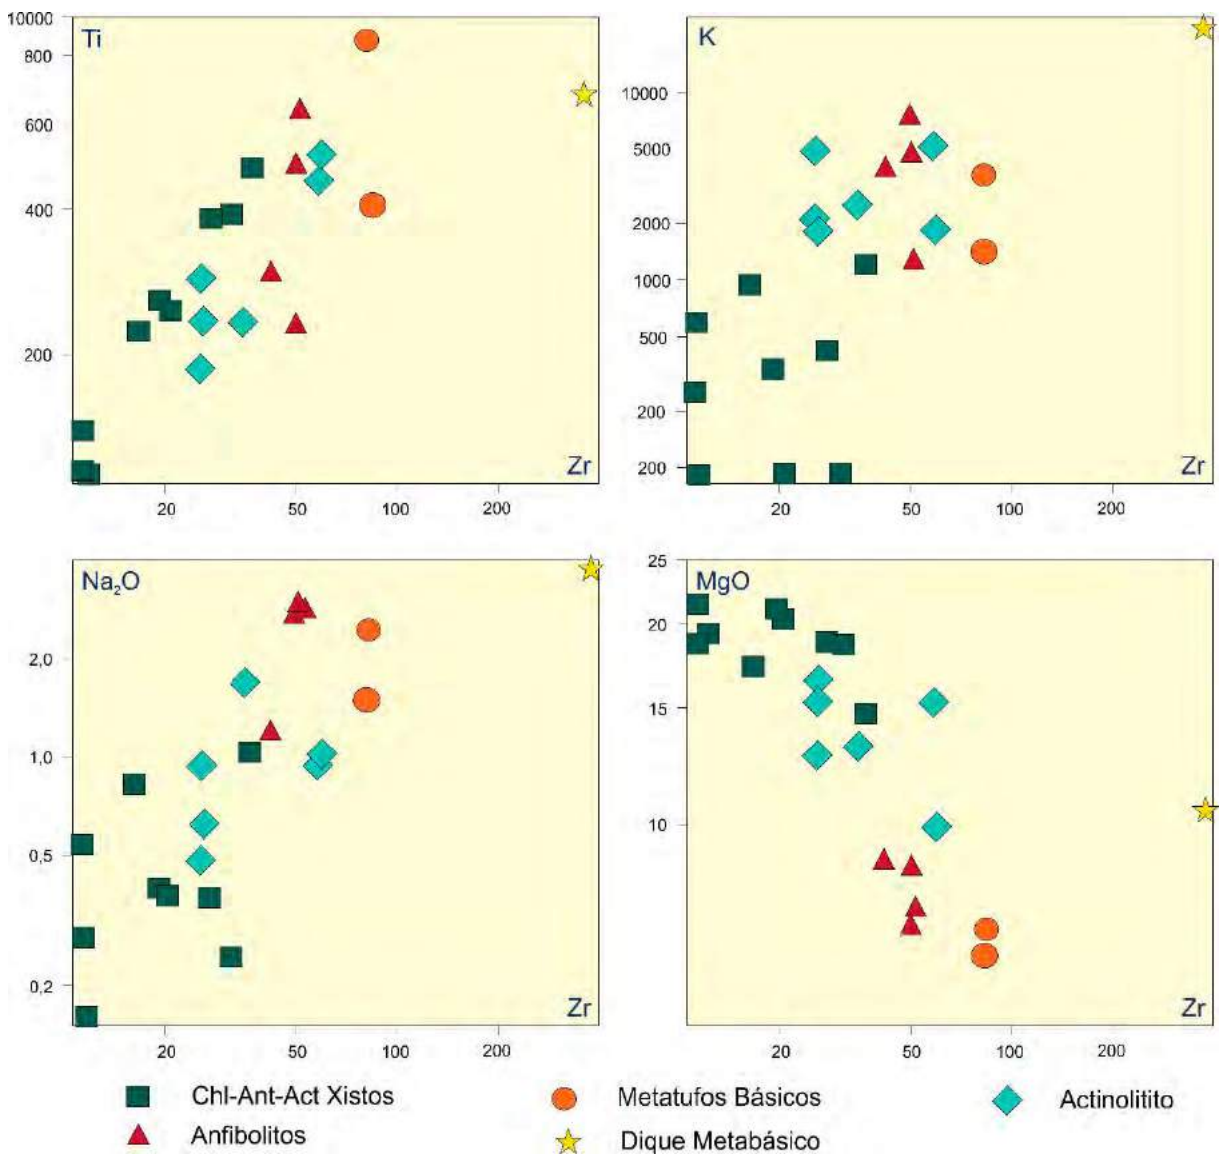 Ti
10000
800
600
400
200
Zr
20 50 100 200
K
10000
5000
2000
1000
500
200
200
Zr
20 50 100 200
Na₂O
2,0
1,0
0,5
0,2
Zr
20 50 100 200
MgO
25
20
15
10
Zr
20 50 100 200
Chl-Ant-Act Xistos
Metatufos Básicos
Actinolitito
Anfibolitos
Dique Metabásico